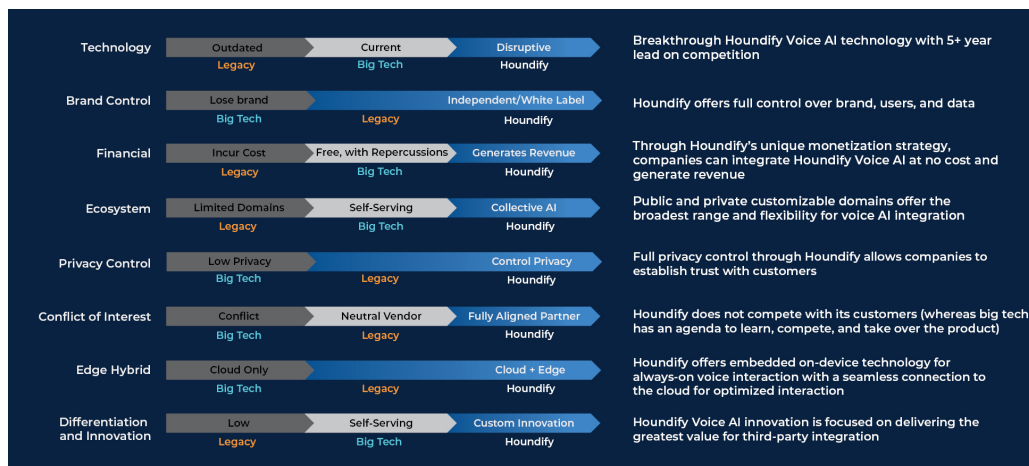 Technology
Outdated Current Disruptive
Legacy Big Tech Houndify
Breakthrough Houndify Voice AI technology with 5+ year
lead on competition
Brand Control
Lose brand Independent/White Label
Big Tech Legacy Houndify
Houndify offers full control over brand, users, and data
Financial
Incur Cost Free, with Repercussions Generates Revenue
Legacy Big Tech Houndify
Through Houndify's unique monetization strategy,
companies can integrate Houndify Voice AI at no cost and
generate revenue
Ecosystem
Limited Domains Self-Serving Collective AI
Legacy Big Tech Houndify
Public and private customizable domains offer the
broadest range and flexibility for voice AI integration
Privacy Control
Low Privacy Control Privacy
Big Tech Legacy Houndify
Full privacy control through Houndify allows companies to
establish trust with customers
Conflict of Interest
Conflict Neutral Vendor Fully Aligned Partner
Big Tech Legacy Houndify
Houndify does not compete with its customers (whereas big tech
has an agenda to learn, compete, and take over the product)
Edge Hybrid
Cloud Only Cloud + Edge
Big Tech Legacy Houndify
Houndify offers embedded on-device technology for
always-on voice interaction with a seamless connection to
the cloud for optimized interaction
Differentiation
and Innovation
Low Self-Serving Custom Innovation
Legacy Big Tech Houndify
Houndify Voice AI innovation is focused on delivering the
greatest value for third-party integration